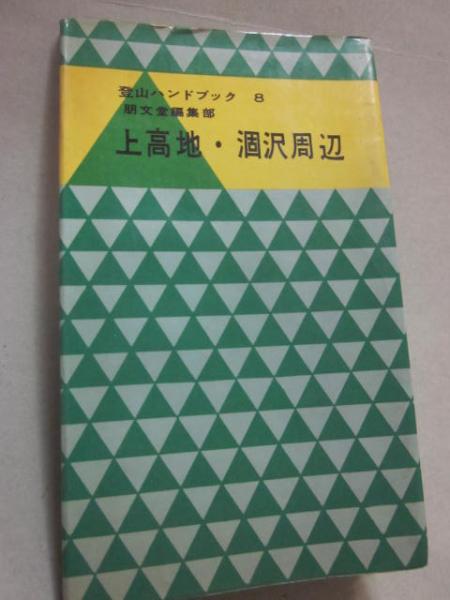 登山ハンドブック 8
朋文堂編集部
上高地・涸沢周辺